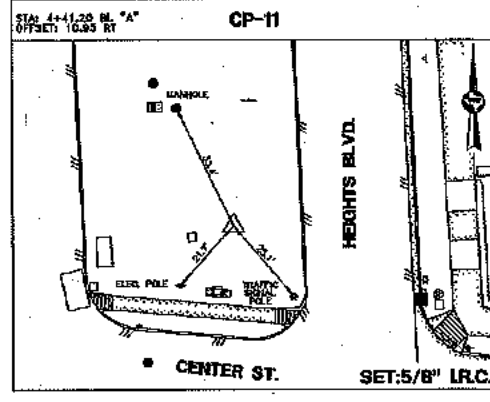 STA: 4+41.20 BL "A"
OFFSET: 10.95 RT
CP-11
MANHOLE
HEIGHTS BLVD.
ELEC. POLE
TRAFFIC
SIGNAL
POLE
CENTER ST.
SET:5/8" I.R.C.